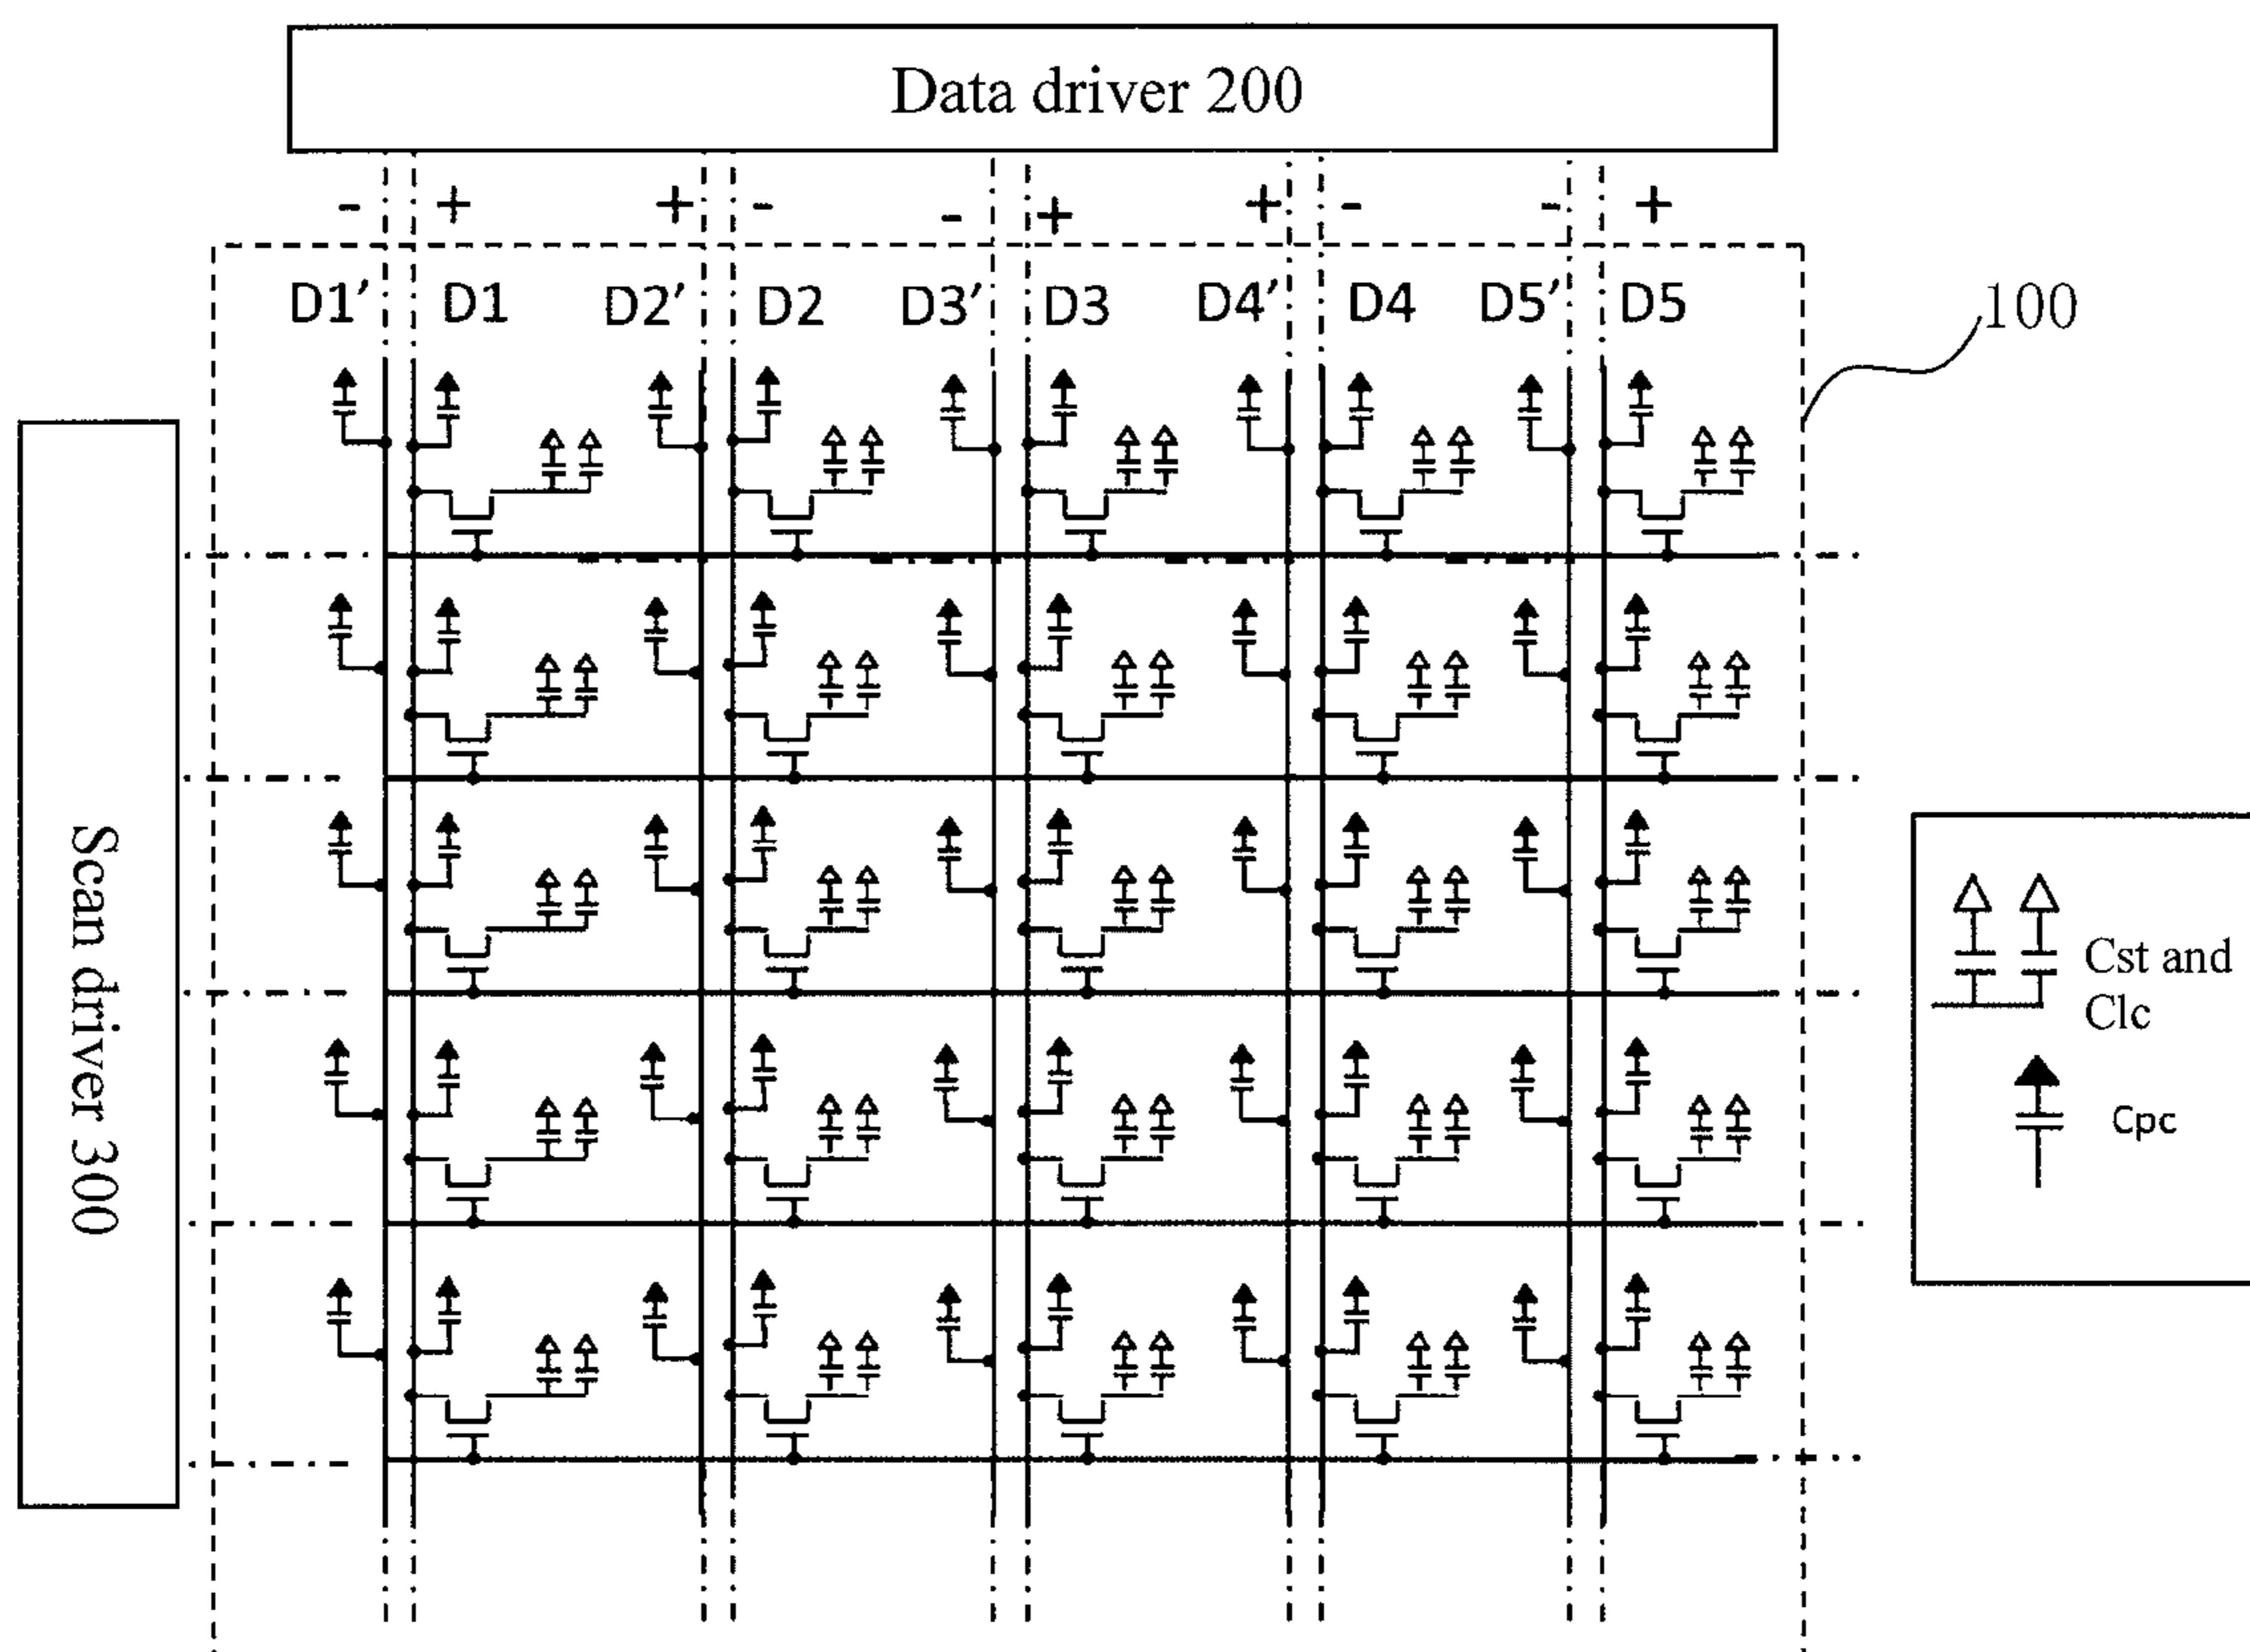 Data driver 200
- + + - - + + - - +
D1′ D1 D2′ D2 D3′ D3 D4′ D4 D5′ D5
100
Scan driver 300
Cst and
Clc
Cpc